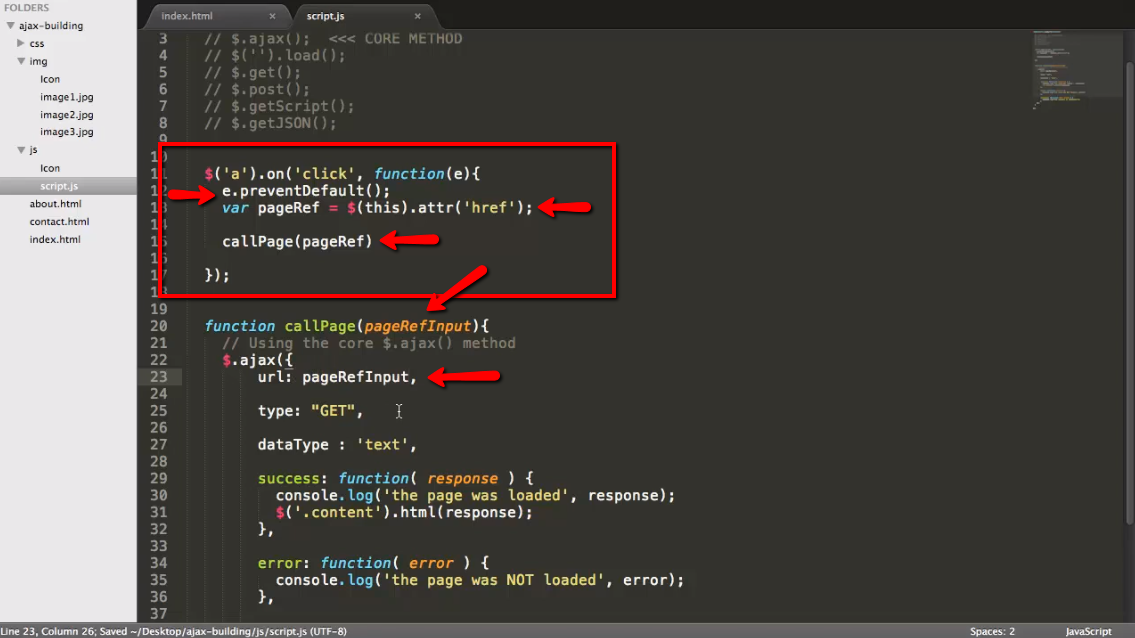 FOLDERS
ajax-building
css
img
Icon
image1.jpg
image2.jpg
image3.jpg
js
Icon
script.js
about.html
contact.html
index.html
index.html ×
script.js ×
3 // $.ajax();  <<< CORE METHOD
4 // $('').load();
5 // $.get();
6 // $.post();
7 // $.getScript();
8 // $.getJSON();
9
10
11 $('a').on('click', function(e){
12 e.preventDefault();
13 var pageRef = $(this).attr('href');
14
15 callPage(pageRef)
16
17 });
18
19
20 function callPage(pageRefInput){
21 // Using the core $.ajax() method
22 $.ajax({
23 url: pageRefInput,
24
25 type: "GET",
26
27 dataType : 'text',
28
29 success: function( response ) {
30 console.log('the page was loaded', response);
31 $('.content').html(response);
32 },
33
34 error: function( error ) {
35 console.log('the page was NOT loaded', error);
36 },
37
Line 23, Column 26; Saved ~/Desktop/ajax-building/js/script.js (UTF-8)
Spaces: 2
JavaScript